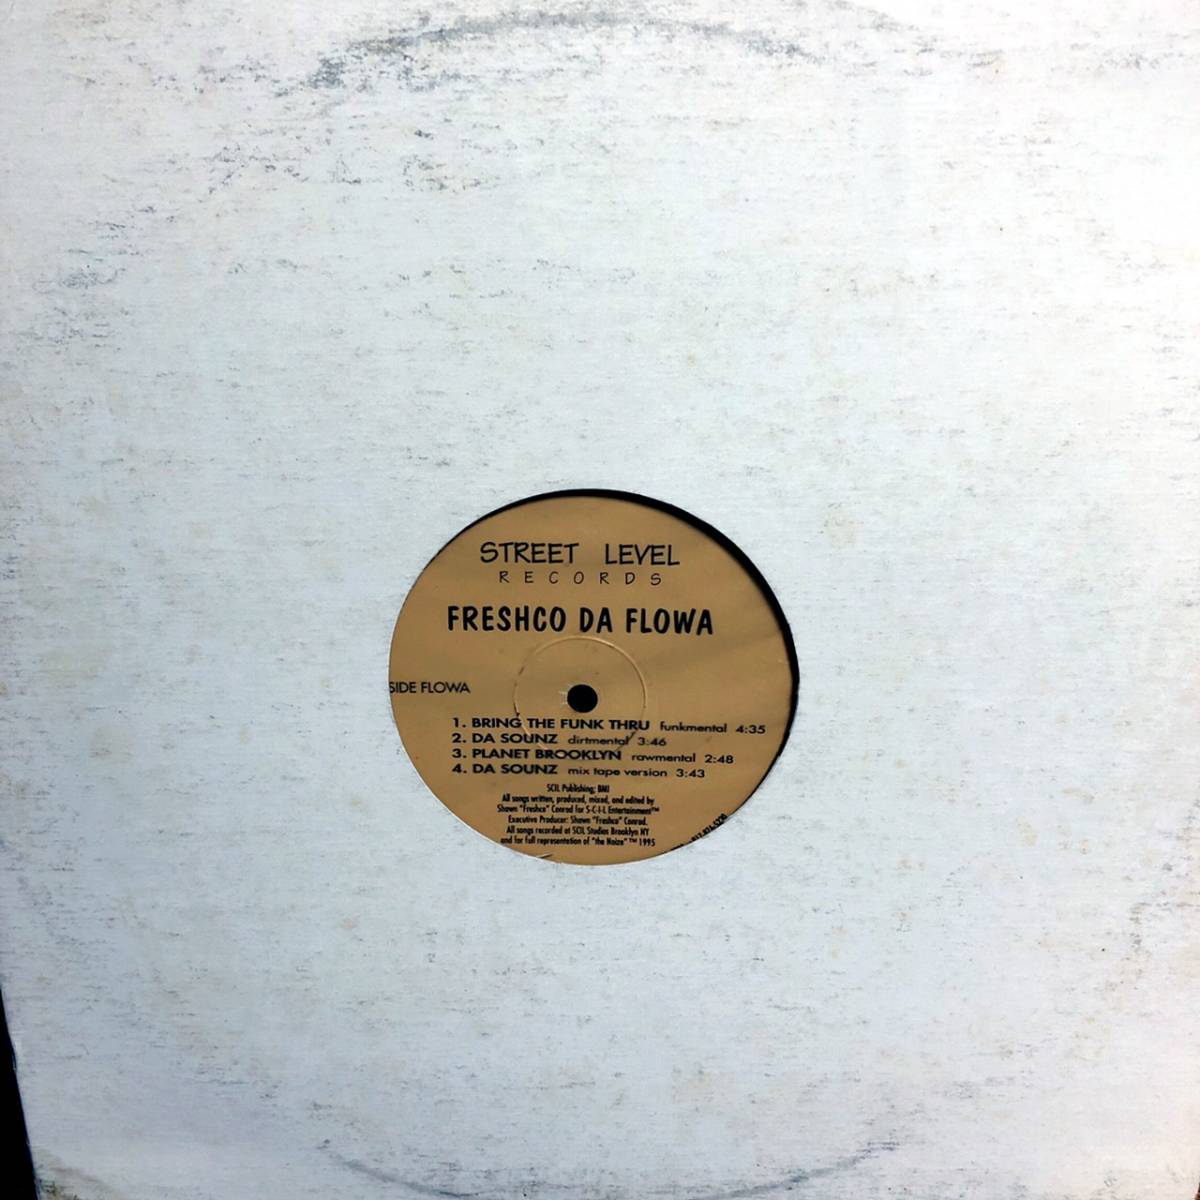 STREET LEVEL
RECORDS
FRESHCO DA FLOWA
SIDE FLOWA
1. BRING THE FUNK THRU funkmental 4:35
2. DA SOUNZ dirtmental 3:46
3. PLANET BROOKLYN rawmental 2:48
4. DA SOUNZ mix tape version 3:43
SCIL Publishing; BMI
All songs written, produced, mixed, and edited by
Shawn "Freshco" Conrad for S-C-I-L Entertainment™
Executive Producer: Shawn "Freshco" Conrad.
All songs recorded at SCIL Studios Brooklyn NY
and for full representation of "the Noize" ™ 1995